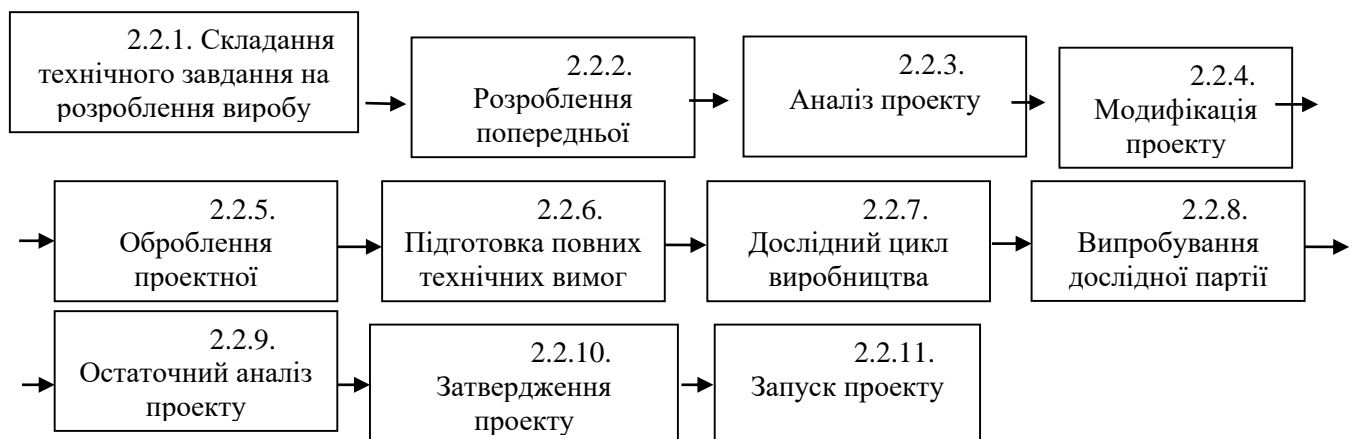 2.2.1. Складання
технічного завдання на
розроблення виробу
2.2.2.
Розроблення
попередньої
2.2.3.
Аналіз проекту
2.2.4.
Модифікація
проекту
2.2.5.
Оброблення
проектної
2.2.6.
Підготовка повних
технічних вимог
2.2.7.
Дослідний цикл
виробництва
2.2.8.
Випробування
дослідної партії
2.2.9.
Остаточний аналіз
проекту
2.2.10.
Затвердження
проекту
2.2.11.
Запуск проекту